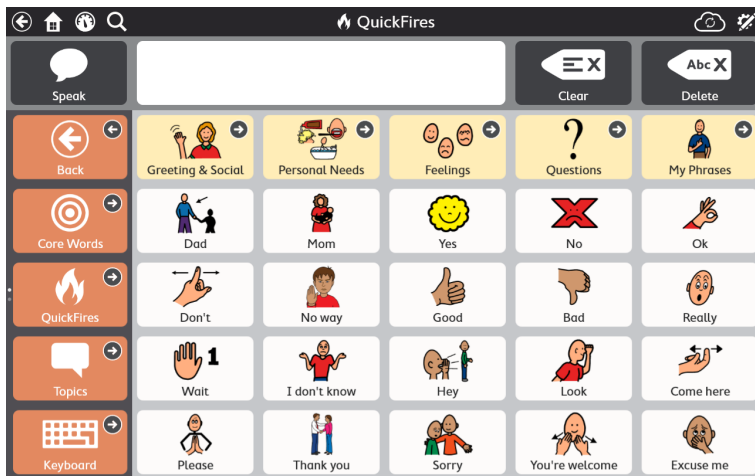 QuickFires
Speak
Clear
Abc X
Delete
Back
Greeting & Social
Personal Needs
Feelings
? Questions
My Phrases
Core Words
Dad
Mom
Yes
No
Ok
QuickFires
Don't
No way
Good
Bad
Really
Topics
1
Wait
I don't know
Hey
Look
Come here
Keyboard
Please
Thank you
Sorry
You're welcome
Excuse me